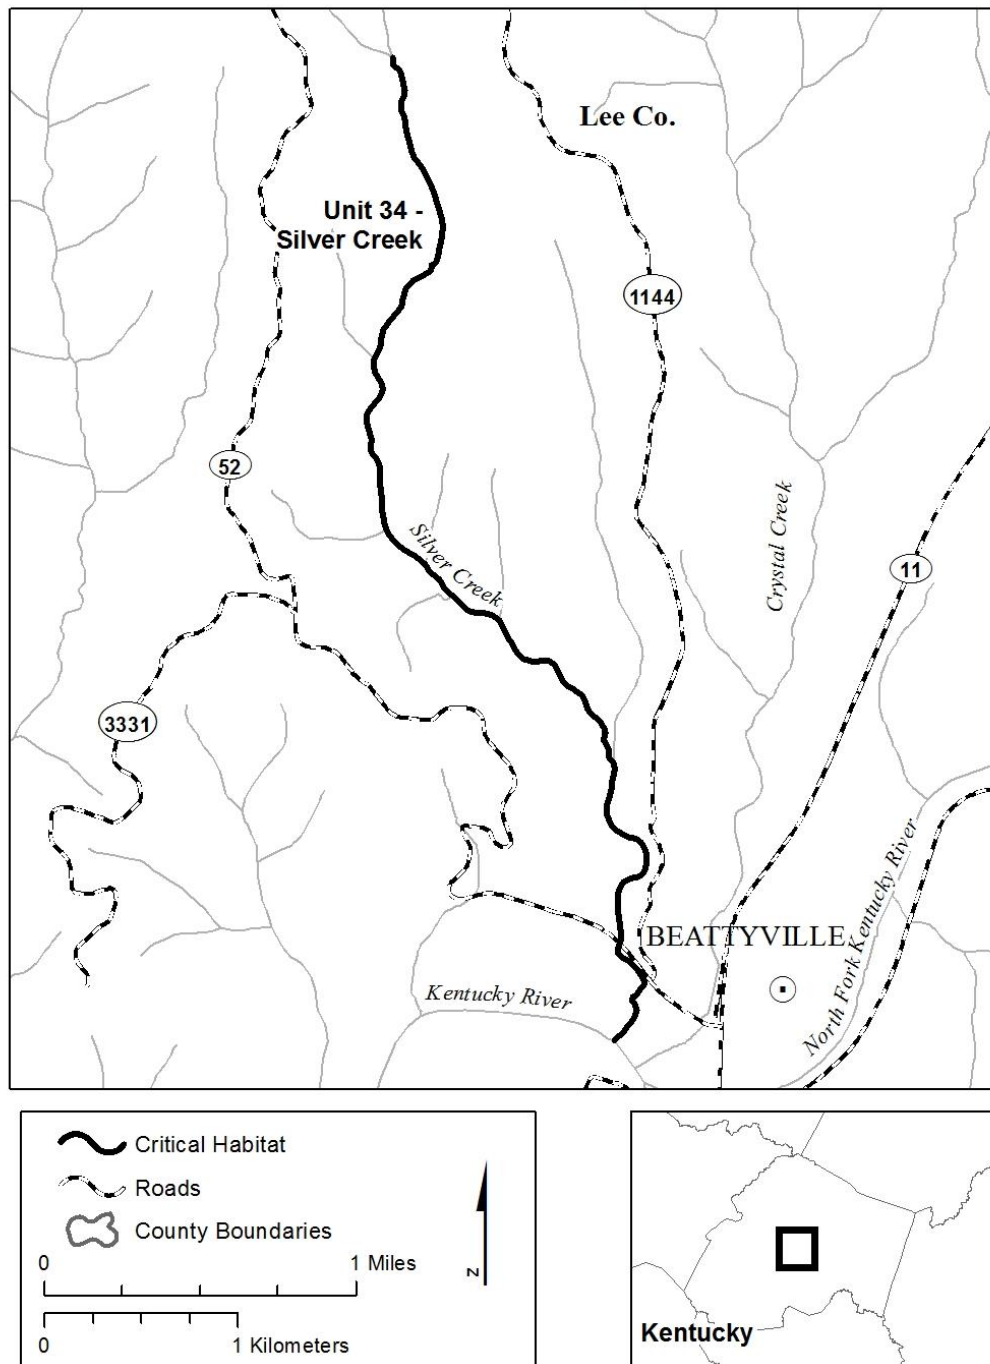 Lee Co.
Unit 34 -
Silver Creek
1144
52
Silver Creek
Crystal Creek
11
3331
BEATTYVILLE
Kentucky River
North Fork Kentucky River
Critical Habitat
Roads
County Boundaries
0
1 Miles
0
1 Kilometers
N
Kentucky